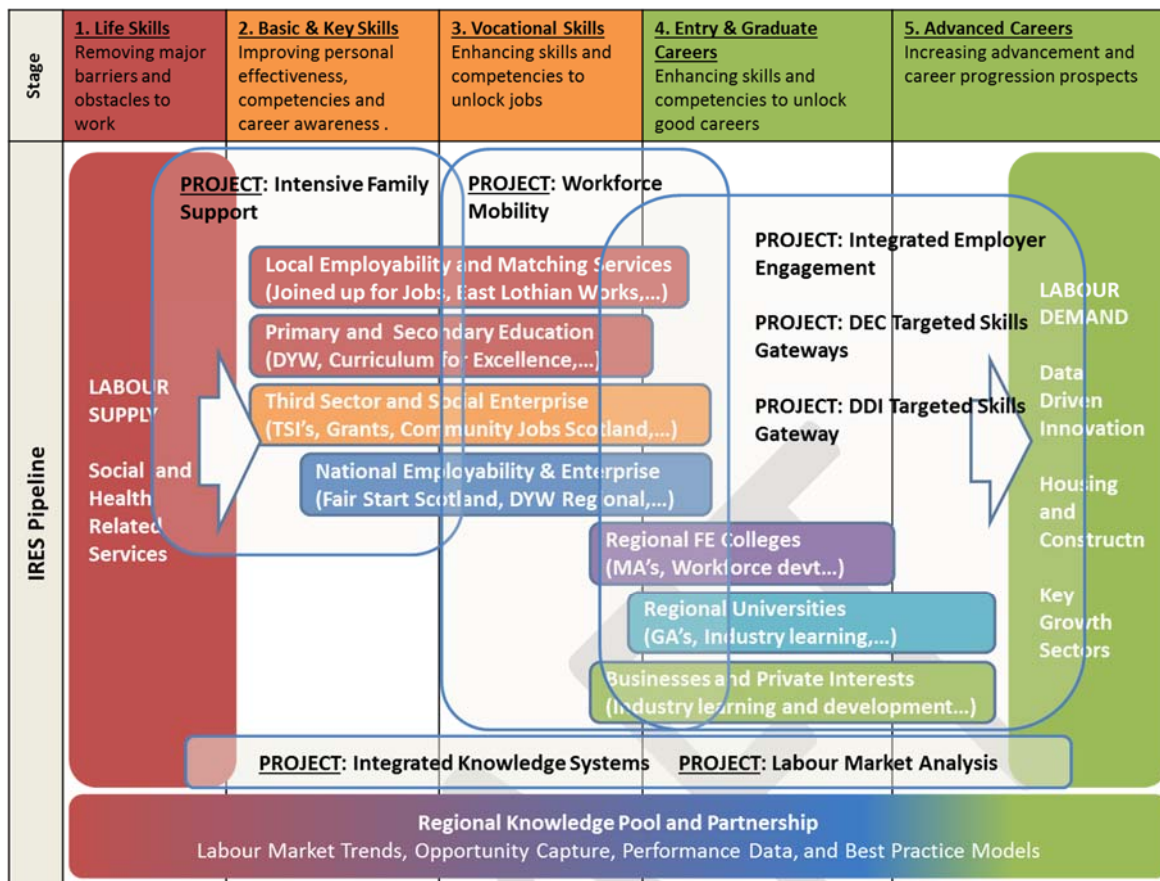 Stage
1. Life Skills
Removing major
barriers and
obstacles to
work
2. Basic & Key Skills
Improving personal
effectiveness,
competencies and
career awareness .
3. Vocational Skills
Enhancing skills and
competencies to
unlock jobs
4. Entry & Graduate
Careers
Enhancing skills and
competencies to unlock
good careers
5. Advanced Careers
Increasing advancement and
career progression prospects
IRES Pipeline
PROJECT: Intensive Family
Support
PROJECT: Workforce
Mobility
PROJECT: Integrated Employer
Engagement
PROJECT: DEC Targeted Skills
Gateways
PROJECT: DDI Targeted Skills
Gateway
LABOUR
SUPPLY
Social and
Health
Related
Services
Local Employability and Matching Services
(Joined up for Jobs, East Lothian Works,...)
Primary and Secondary Education
(DYW, Curriculum for Excellence,...)
Third Sector and Social Enterprise
(TSI's, Grants, Community Jobs Scotland,...)
National Employability & Enterprise
(Fair Start Scotland, DYW Regional,...)
Regional FE Colleges
(MA's, Workforce devt...)
Regional Universities
(GA's, Industry learning,...)
Businesses and Private Interests
(Industry learning and development...)
LABOUR
DEMAND
Data
Driven
Innovation
Housing
and
Constructn
Key
Growth
Sectors
PROJECT: Integrated Knowledge Systems PROJECT: Labour Market Analysis
Regional Knowledge Pool and Partnership
Labour Market Trends, Opportunity Capture, Performance Data, and Best Practice Models